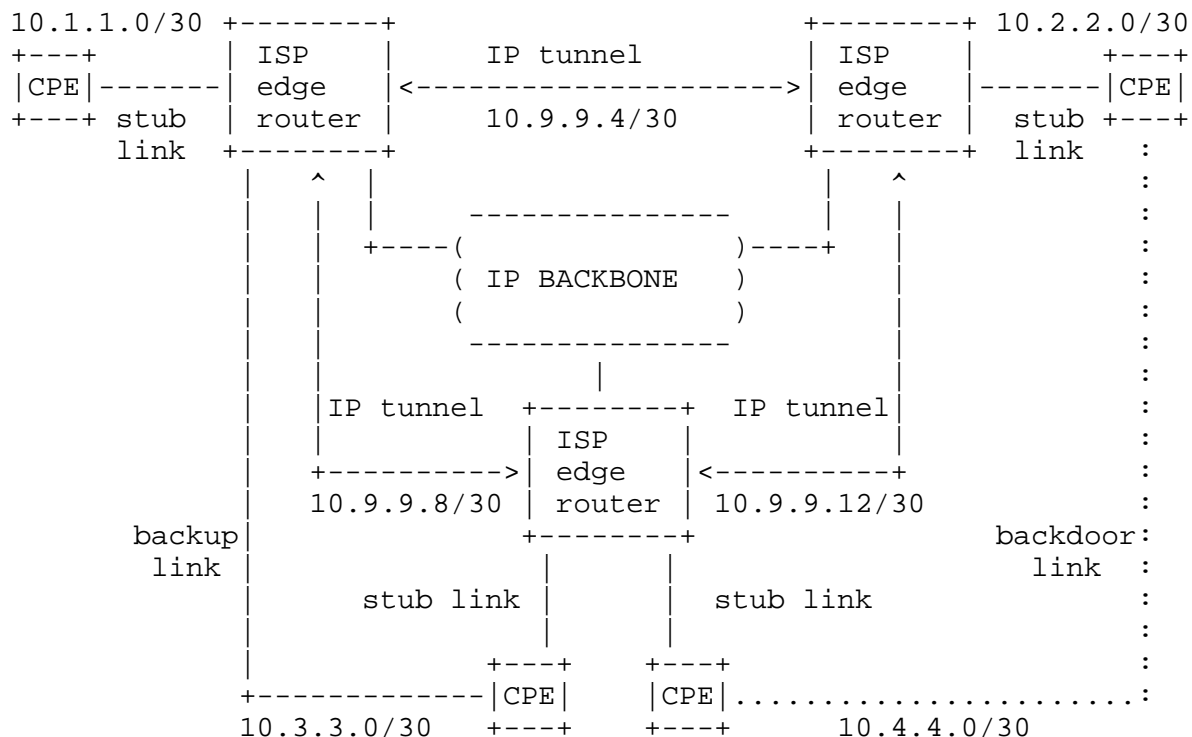 10.1.1.0/30 +--------+                       +--------+ 10.2.2.0/30
+---+       | ISP    |     IP tunnel         | ISP    |       +---+
|CPE|-------| edge   |<--------------------->| edge   |-------|CPE|
+---+ stub  | router |     10.9.9.4/30       | router |  stub +---+
      link  +--------+                       +--------+  link   :
             |   ^  |                         |   ^             :
             |   |  |     ---------------     |   |             :
             |   |  +----(               )----+   |             :
             |   |       ( IP BACKBONE   )        |             :
             |   |       (               )        |             :
             |   |        ---------------         |             :
             |   |               |                |             :
             |   |IP tunnel  +--------+  IP tunnel|             :
             |   |           | ISP    |           |             :
             |   +---------->| edge   |<----------+             :
             |   10.9.9.8/30 | router | 10.9.9.12/30            :
       backup|               +--------+                backdoor:
        link |                |      |                   link  :
             |      stub link |      |  stub link               :
             |                |      |                          :
             |             +---+    +---+                       :
             +-------------|CPE|    |CPE|.......................:
             10.3.3.0/30   +---+    +---+      10.4.4.0/30